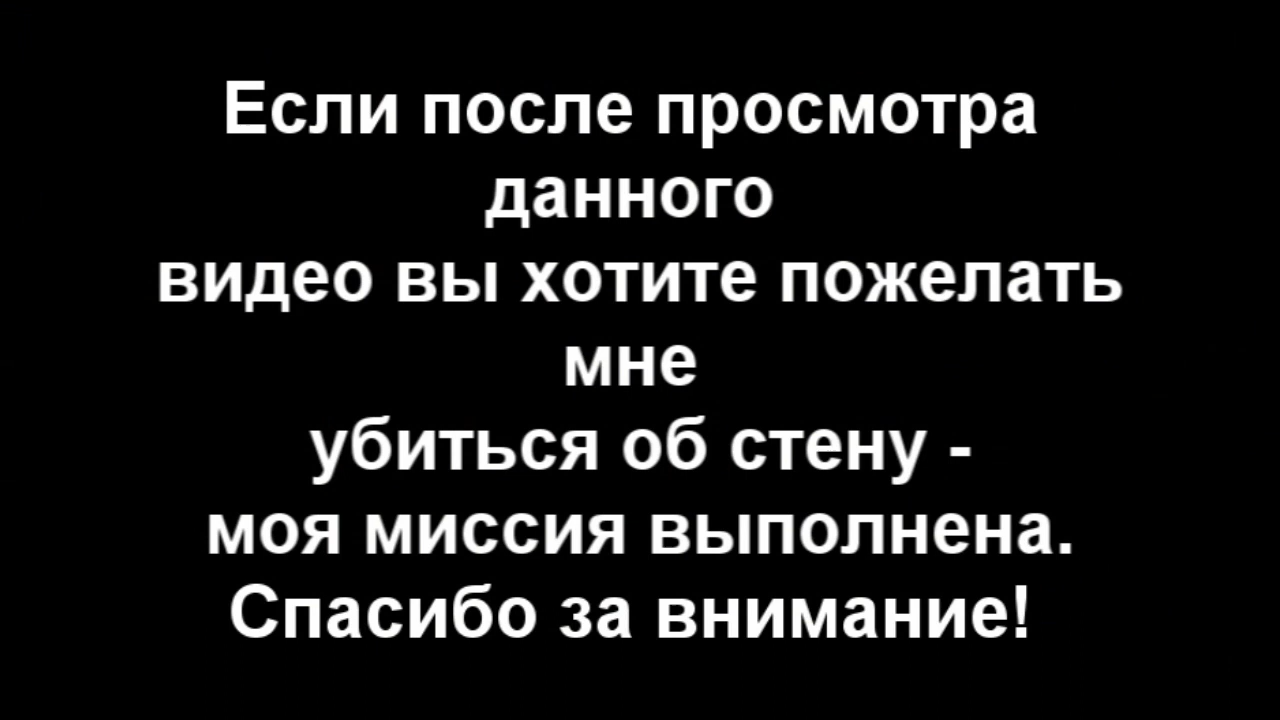 Если после просмотра
данного
видео вы хотите пожелать
мне
убиться об стену -
моя миссия выполнена.
Спасибо за внимание!